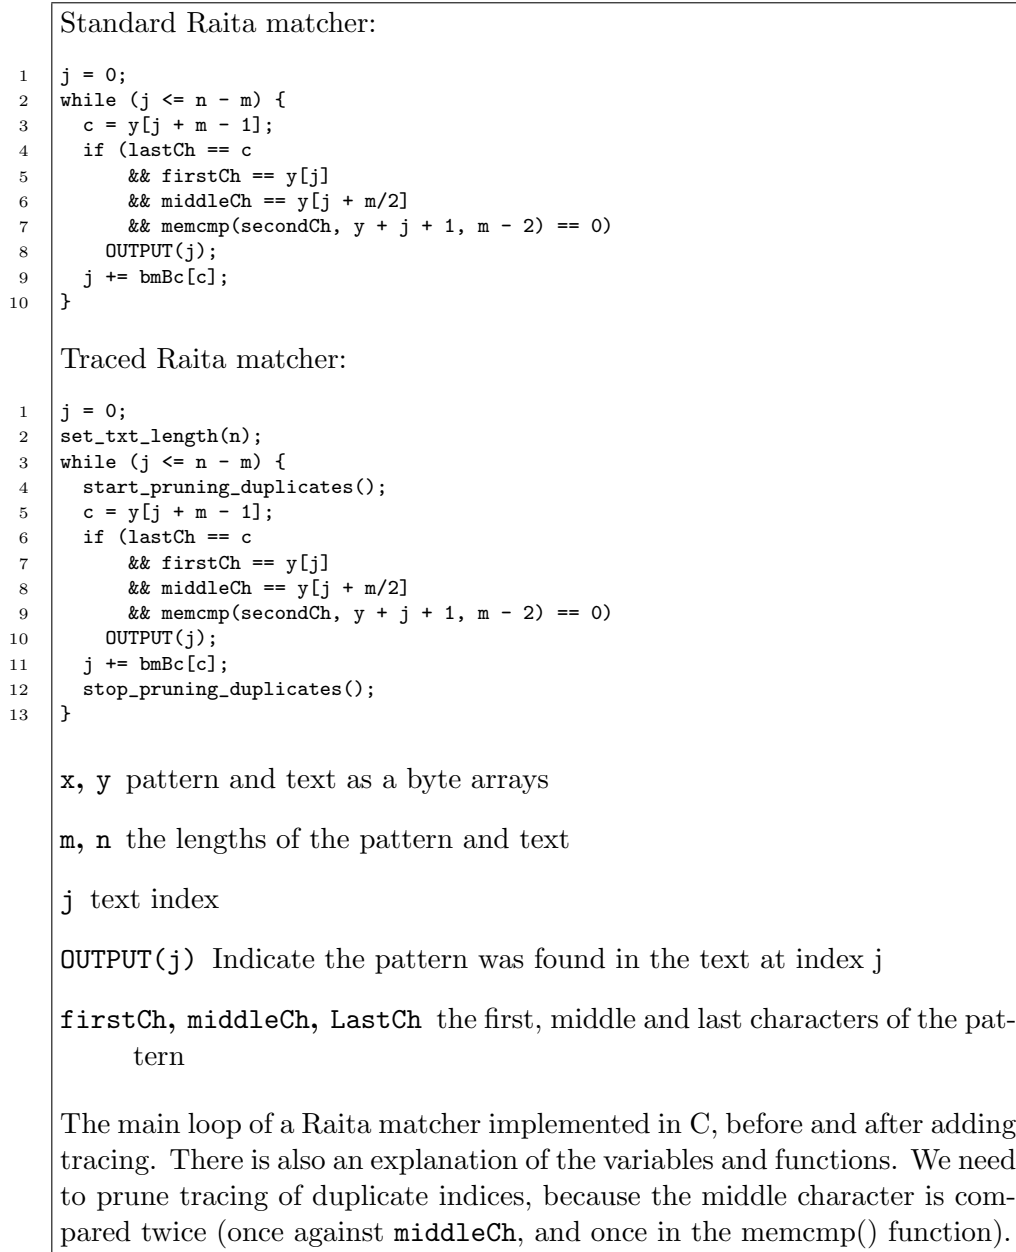 Standard Raita matcher:
1 j = 0;
2 while (j <= n - m) {
3 c = y[j + m - 1];
4 if (lastCh == c
5 && firstCh == y[j]
6 && middleCh == y[j + m/2]
7 && memcmp(secondCh, y + j + 1, m - 2) == 0)
8 OUTPUT(j);
9 j += bmBc[c];
10 }
Traced Raita matcher:
1 j = 0;
2 set_txt_length(n);
3 while (j <= n - m) {
4 start_pruning_duplicates();
5 c = y[j + m - 1];
6 if (lastCh == c
7 && firstCh == y[j]
8 && middleCh == y[j + m/2]
9 && memcmp(secondCh, y + j + 1, m - 2) == 0)
10 OUTPUT(j);
11 j += bmBc[c];
12 stop_pruning_duplicates();
13 }
x, y pattern and text as a byte arrays
m, n the lengths of the pattern and text
j text index
OUTPUT(j) Indicate the pattern was found in the text at index j
firstCh, middleCh, LastCh the first, middle and last characters of the pat-
tern
The main loop of a Raita matcher implemented in C, before and after adding
tracing. There is also an explanation of the variables and functions. We need
to prune tracing of duplicate indices, because the middle character is com-
pared twice (once against middleCh, and once in the memcmp() function).